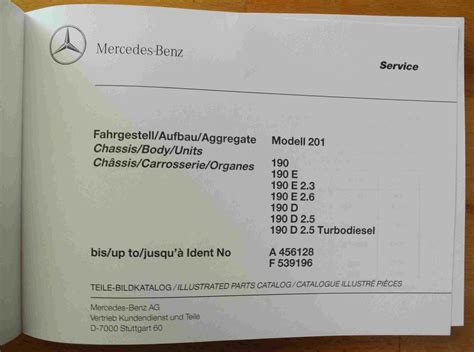 Mercedes-Benz
Service
Fahrgestell/Aufbau/Aggregate Modell 201
Chassis/Body/Units
Châssis/Carrosserie/Organes 190
190 E
190 E 2.3
190 E 2.6
190 D
190 D 2.5
190 D 2.5 Turbodiesel
bis/up to/jusqu'à Ident No A 456128
F 539196
TEILE-BILDKATALOG / ILLUSTRATED PARTS CATALOG / CATALOGUE ILLUSTRÉ PIÈCES
Mercedes-Benz AG
Vertrieb Kundendienst und Teile
D-7000 Stuttgart 60